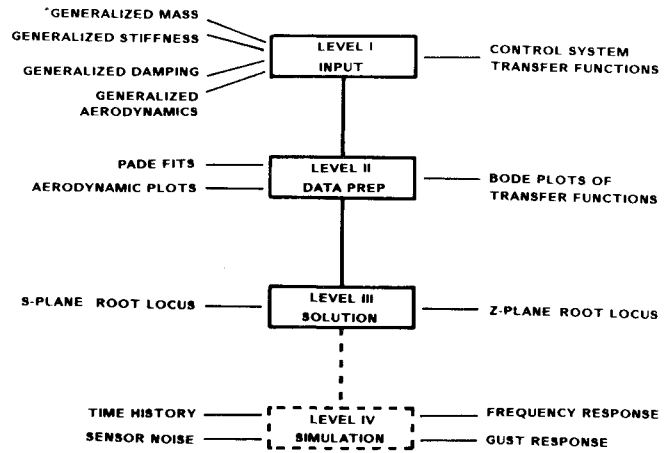 *GENERALIZED MASS
GENERALIZED STIFFNESS
GENERALIZED DAMPING
GENERALIZED
AERODYNAMICS
LEVEL I
INPUT
CONTROL SYSTEM
TRANSFER FUNCTIONS
PADE FITS
AERODYNAMIC PLOTS
LEVEL II
DATA PREP
BODE PLOTS OF
TRANSFER FUNCTIONS
S-PLANE ROOT LOCUS
LEVEL III
SOLUTION
Z-PLANE ROOT LOCUS
TIME HISTORY
SENSOR NOISE
LEVEL IV
SIMULATION
FREQUENCY RESPONSE
GUST RESPONSE